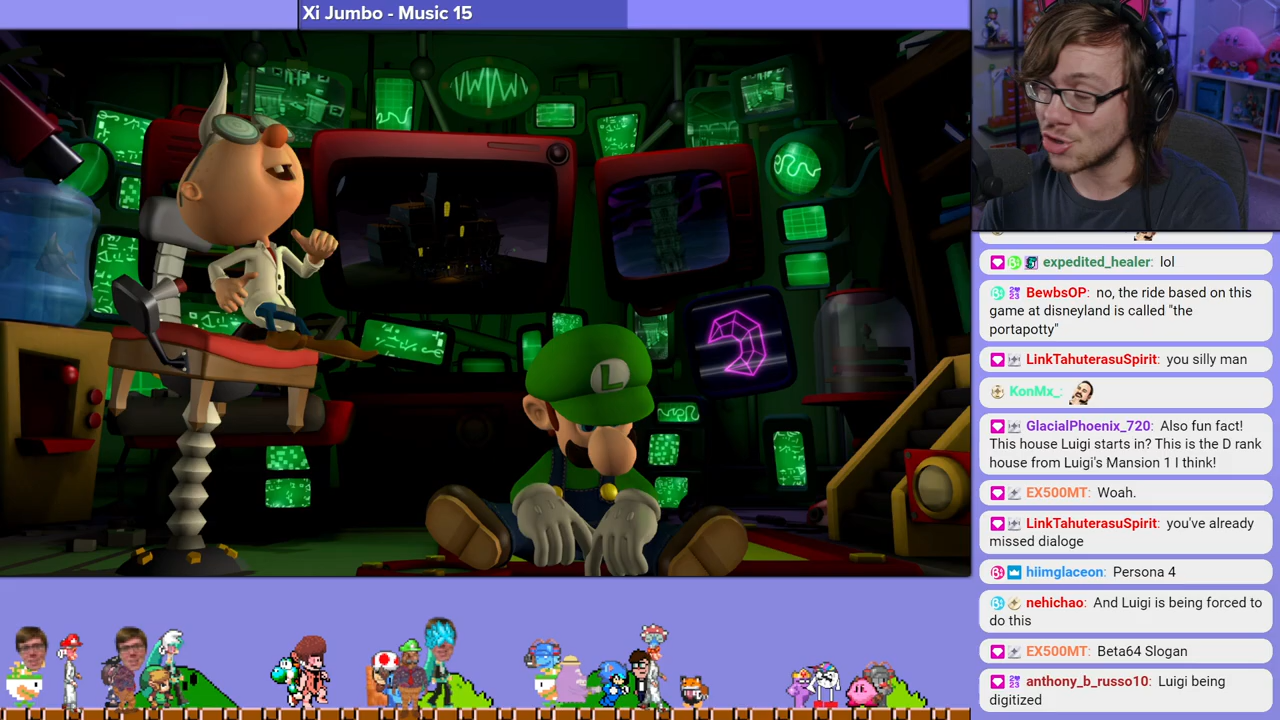 Xi Jumbo - Music 15
L
expedited_healer: lol
BewbsOP: no, the ride based on this
game at disneyland is called "the
portapotty"
LinkTahuterasuSpirit: you silly man
KonMx_:
GlacialPhoenix_720: Also fun fact!
This house Luigi starts in? This is the D rank
house from Luigi's Mansion 1 I think!
EX500MT: Woah.
LinkTahuterasuSpirit: you've already
missed dialoge
hiimglaceon: Persona 4
nehichao: And Luigi is being forced to
do this
EX500MT: Beta64 Slogan
anthony_b_russo10: Luigi being
digitized